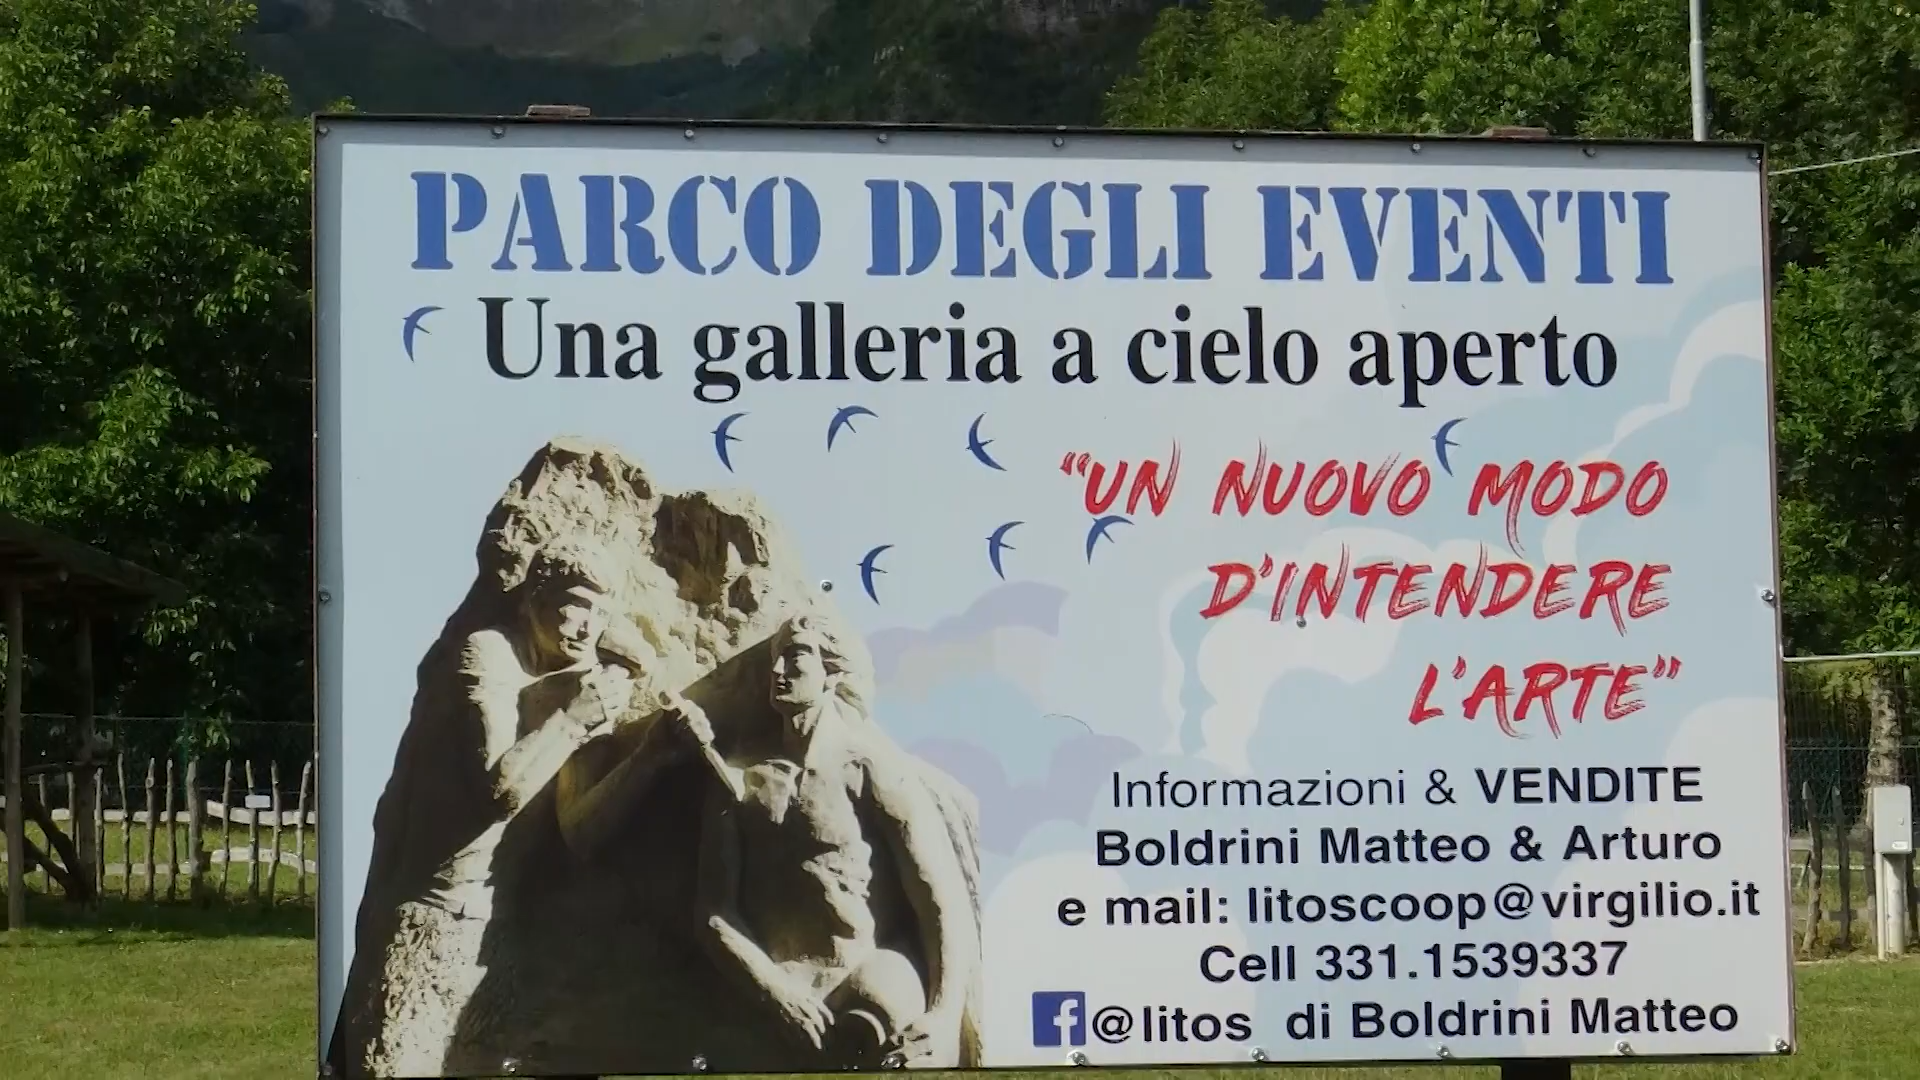 PARCO DEGLI EVENTI
Una galleria a cielo aperto
“UN NUOVO MODO
D'INTENDERE
L'ARTE”
Informazioni & VENDITE
Boldrini Matteo & Arturo
e mail: litoscoop@virgilio.it
Cell 331.1539337
f @litos di Boldrini Matteo